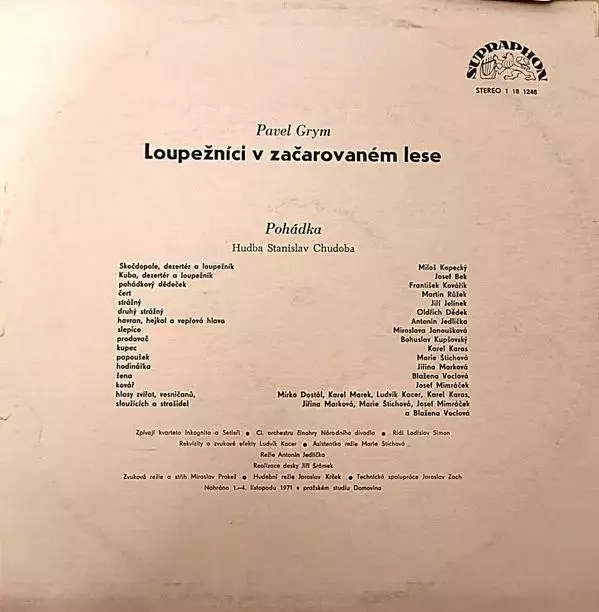 SUPRAPHON
STEREO 1 18 1248
Pavel Grym
Loupežníci v začarovaném lese
Pohádka
Hudba Stanislav Chudoba
Skočdopole, dezertér a loupežník Miloš Kopecký
Kuba, dezertér a loupežník Josef Bek
pohádkový dědeček František Kovářík
čert Martin Růžek
strážný Jiří Jelínek
druhý strážný Oldřich Dědek
havran, hejkal a vepřová hlava Antonín Jedlička
slepice Miroslava Janoušková
prodavač Bohuslav Kupšovský
kupec Karel Karas
papoušek Marie Štichová
hodinářka Jiřina Marková
žena Blažena Voclová
kovář Josef Mimráček
hlasy zvířat, vesničanů, Mirko Dostál, Karel Marek, Ludvík Kacer, Karel Karas,
sloužících a strašidel Jiřina Marková, Marie Štichová, Josef Mimráček
a Blažena Voclová
Zpívají kvarteto Inkognito a Setleři ● Čl. orchestru činohry Národního divadla ● Řídí Ladislav Simon
Rekvizity a zvukové efekty Ludvík Kacer ● Asistentka režie Marie Štichová
Režie Antonín Jedlička
Realizace desky Jiří Šrámek
Zvuková režie a střih Miroslav Prokeš ● Hudební režie Jaroslav Krček ● Technická spolupráce Jaroslav Zach
Nahráno 1.—4. listopadu 1971 v pražském studiu Domovina